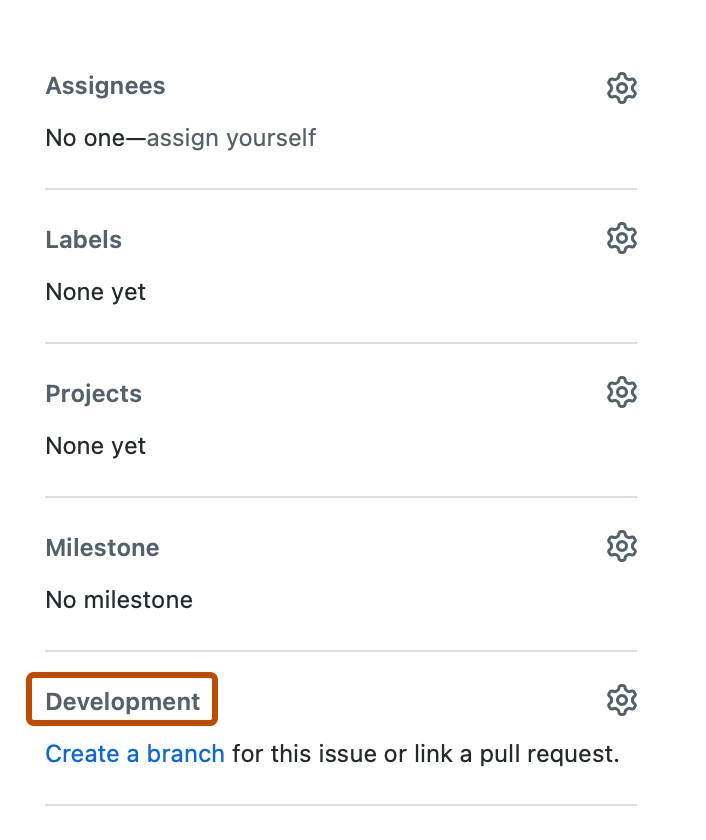 Assignees
No one—assign yourself
Labels
None yet
Projects
None yet
Milestone
No milestone
Development
Create a branch for this issue or link a pull request.